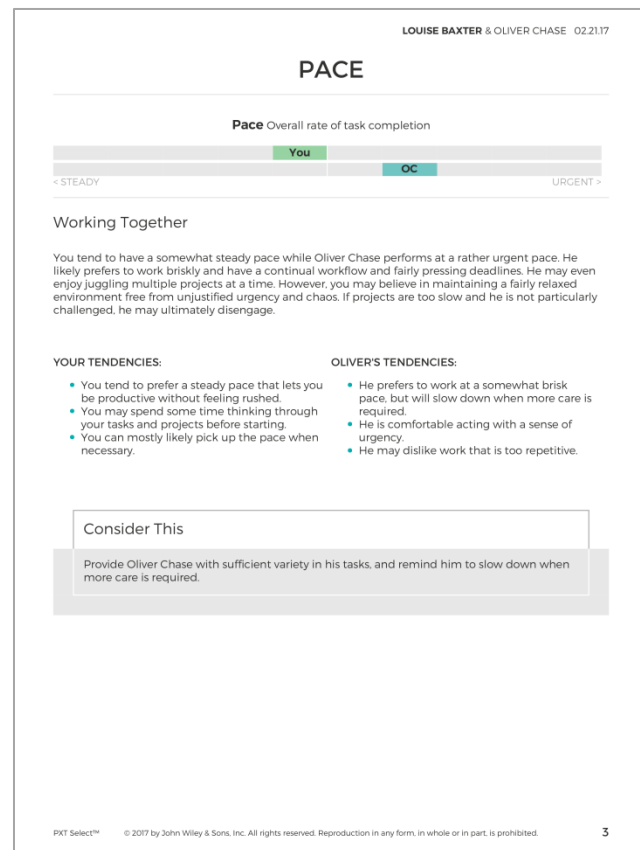 LOUISE BAXTER & OLIVER CHASE 02.21.17
PACE
Pace Overall rate of task completion
You
OC
< STEADY URGENT >
Working Together
You tend to have a somewhat steady pace while Oliver Chase performs at a rather urgent pace. He
likely prefers to work briskly and have a continual workflow and fairly pressing deadlines. He may even
enjoy juggling multiple projects at a time. However, you may believe in maintaining a fairly relaxed
environment free from unjustified urgency and chaos. If projects are too slow and he is not particularly
challenged, he may ultimately disengage.
YOUR TENDENCIES:
• You tend to prefer a steady pace that lets you
be productive without feeling rushed.
• You may spend some time thinking through
your tasks and projects before starting.
• You can mostly likely pick up the pace when
necessary.
OLIVER'S TENDENCIES:
• He prefers to work at a somewhat brisk
pace, but will slow down when more care is
required.
• He is comfortable acting with a sense of
urgency.
• He may dislike work that is too repetitive.
Consider This
Provide Oliver Chase with sufficient variety in his tasks, and remind him to slow down when
more care is required.
PXT Select™ © 2017 by John Wiley & Sons, Inc. All rights reserved. Reproduction in any form, in whole or in part, is prohibited. 3